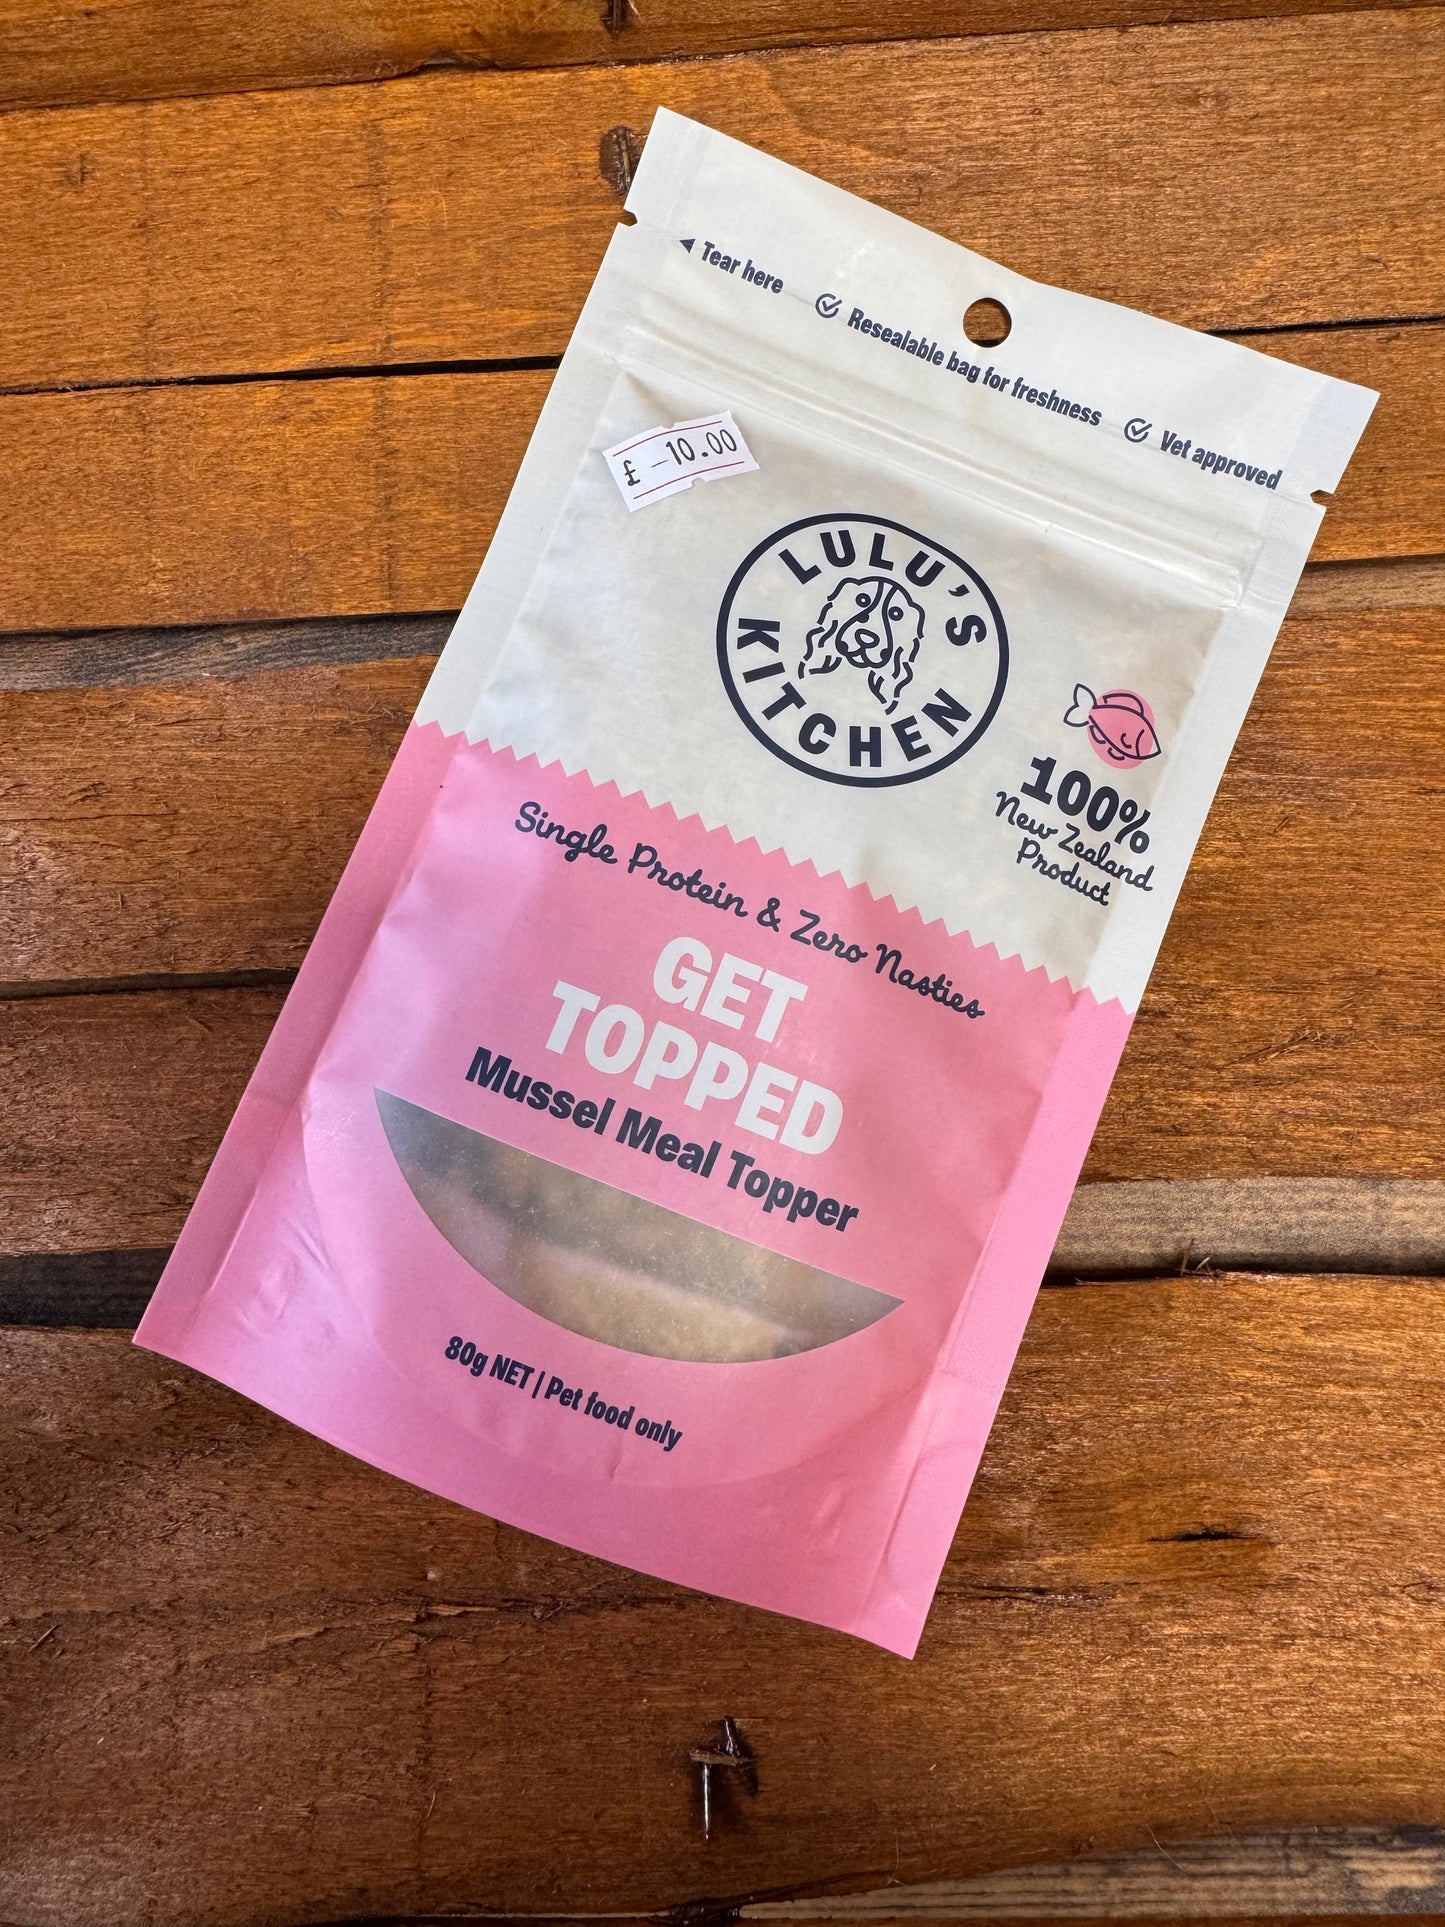 Tear here
Resealable bag for freshness
Vet approved
£ -10.00
LULU'S
KITCHEN
100%
New Zealand
Product
Single Protein & Zero Nasties
GET
TOPPED
Mussel Meal Topper
80g NET | Pet food only